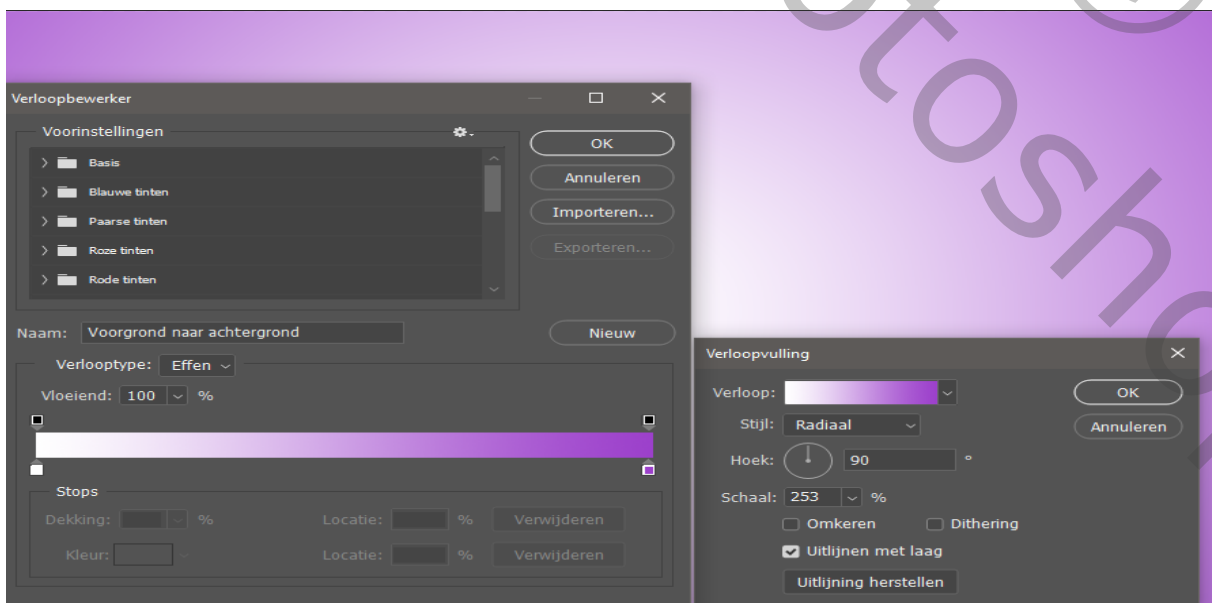 Verloopbewerker
Voorinstellingen
Basis
Blauwe tinten
Paarse tinten
Roze tinten
Rode tinten
OK
Annuleren
Importeren...
Exporteren...
Naam: Voorgrond naar achtergrond
Nieuw
Verlooptype: Effen
Vloeiend: 100 %
Stops
Dekking: % Locatie: % Verwijderen
Kleur: Locatie: % Verwijderen
Verloopvulling
Verloop: OK
Stijl: Radiaal Annuleren
Hoek: 90 °
Schaal: 253 %
Omkeren Dithering
Uitlijnen met laag
Uitlijning herstellen
otosho